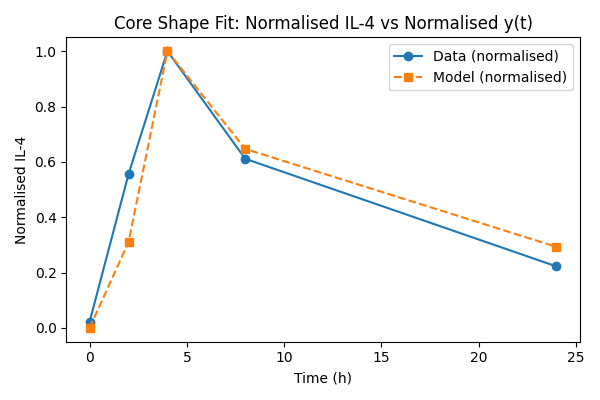 Core Shape Fit: Normalised IL-4 vs Normalised y(t)
Data (normalised)
Model (normalised)
Normalised IL-4
1.0
0.8
0.6
0.4
0.2
0.0
0 5 10 15 20 25
Time (h)